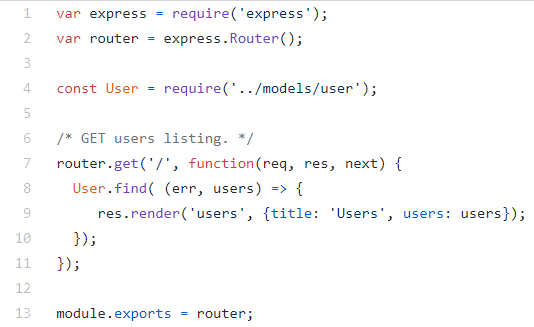 1 var express = require('express');
2 var router = express.Router();
3
4 const User = require('../models/user');
5
6 /* GET users listing. */
7 router.get('/', function(req, res, next) {
8   User.find( (err, users) => {
9      res.render('users', {title: 'Users', users: users});
10   });
11 });
12
13 module.exports = router;